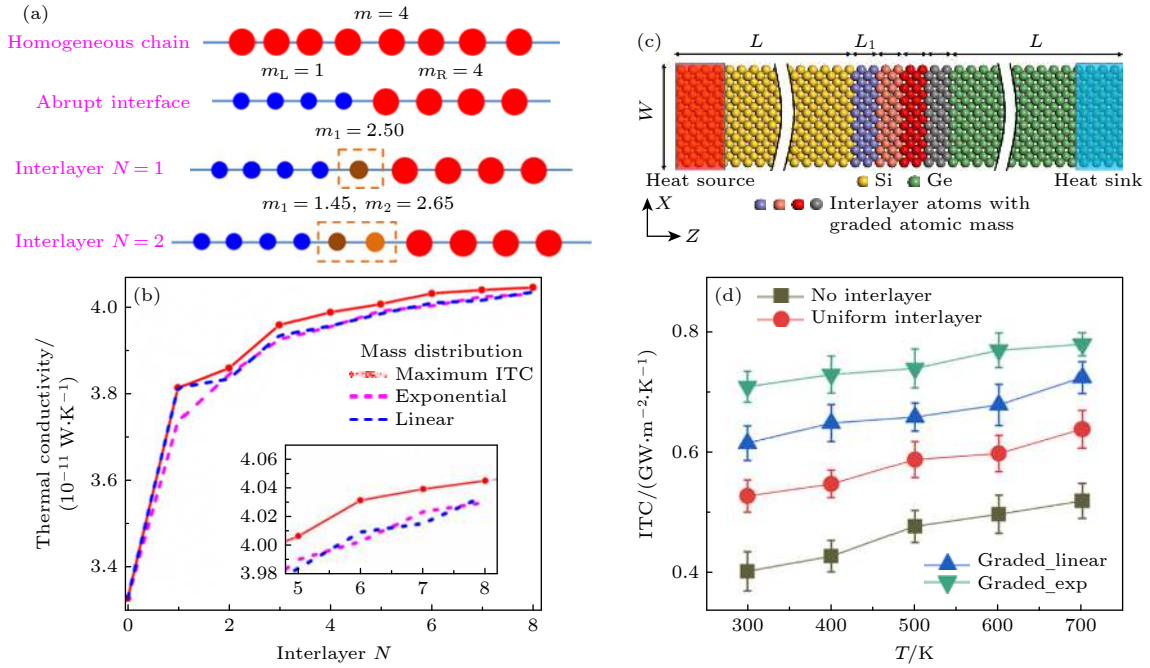 (a)
m = 4
Homogeneous chain
m_L = 1
m_R = 4
Abrupt interface
m_1 = 2.50
Interlayer N = 1
m_1 = 1.45, m_2 = 2.65
Interlayer N = 2
(b)
Thermal conductivity/
(10^{-11} W·K^{-1})
4.0
3.8
3.6
3.4
Mass distribution
Maximum ITC
Exponential
Linear
4.06
4.04
4.02
4.00
3.98
5 6 7 8
0 2 4 6 8
Interlayer N
(c)
L L_1 L
W
Heat source
Si Ge
Heat sink
X
Z
Interlayer atoms with
graded atomic mass
(d)
No interlayer
Uniform interlayer
ITC/(GW·m^{-2}·K^{-1})
0.8
0.6
0.4
Graded_linear
Graded_exp
300 400 500 600 700
T/K